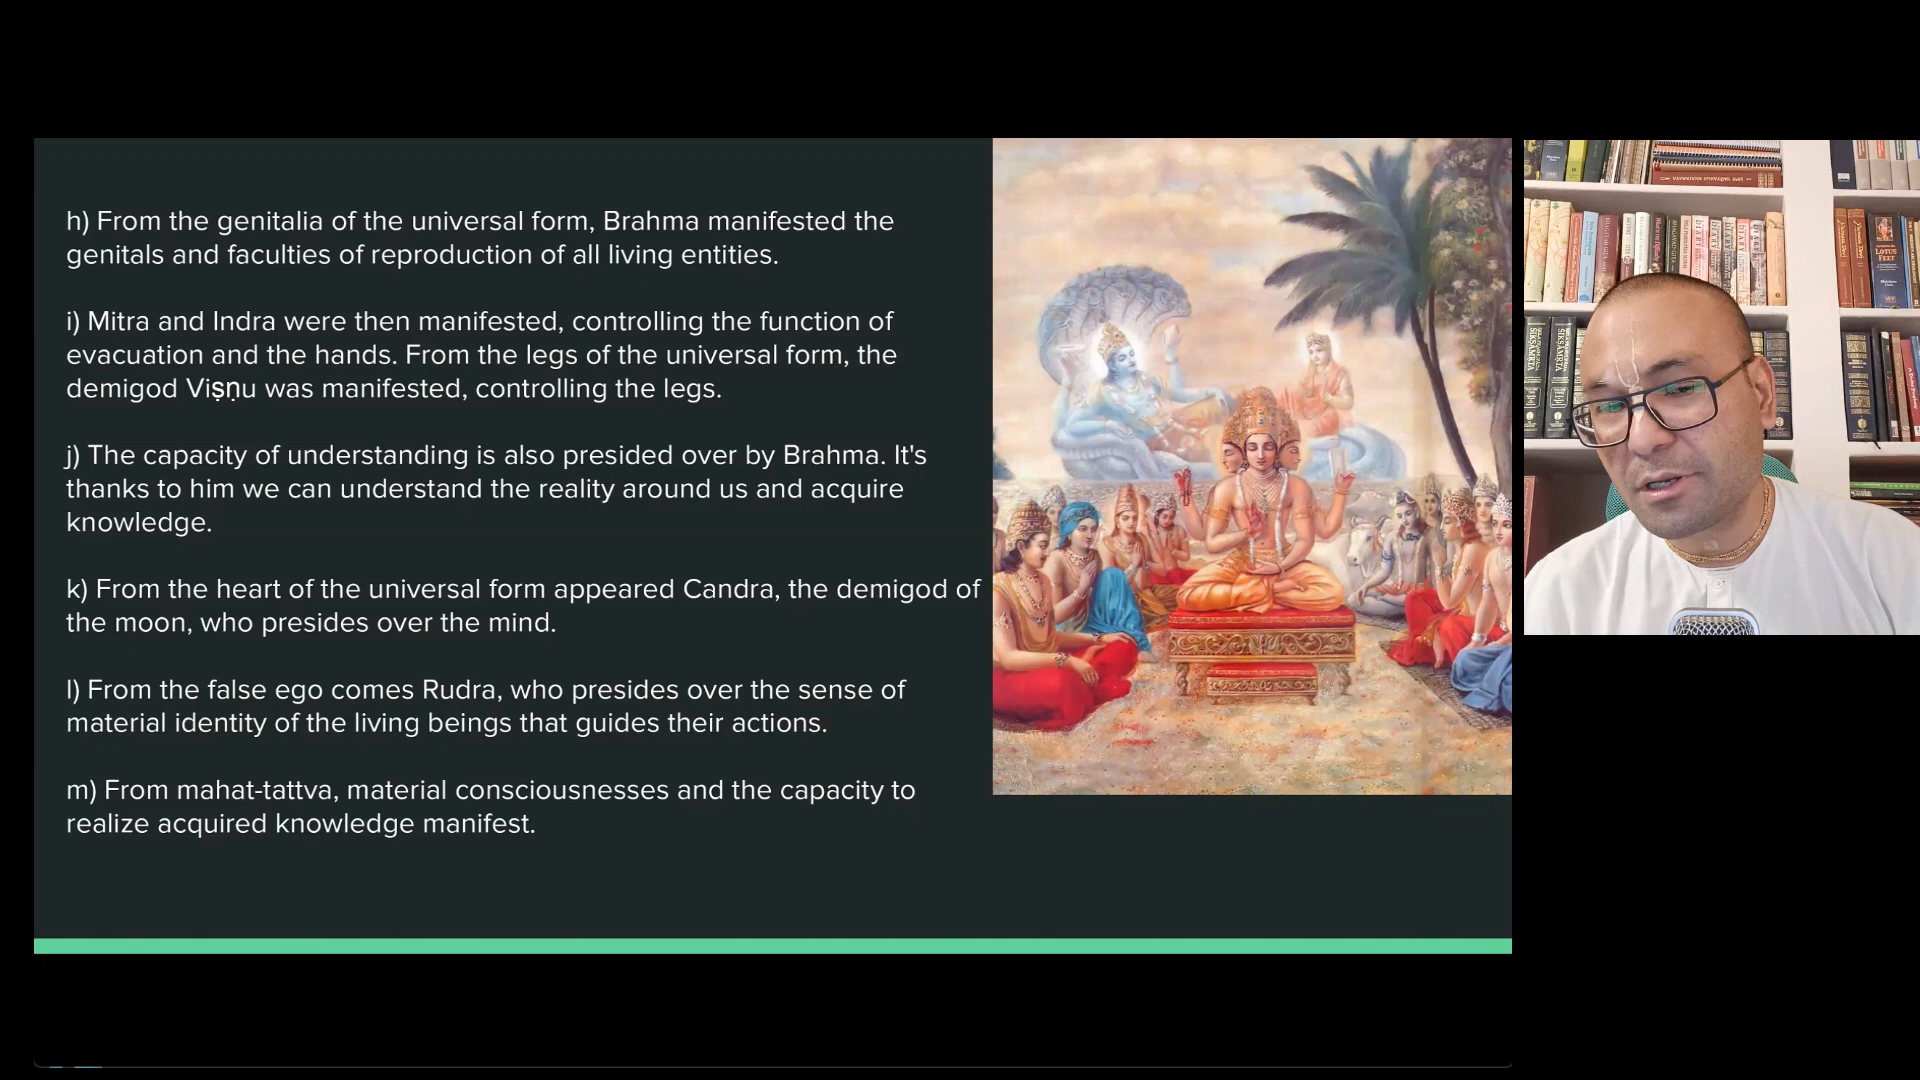 h) From the genitalia of the universal form, Brahma manifested the
genitals and faculties of reproduction of all living entities.
i) Mitra and Indra were then manifested, controlling the function of
evacuation and the hands. From the legs of the universal form, the
demigod Viṣṇu was manifested, controlling the legs.
j) The capacity of understanding is also presided over by Brahma. It's
thanks to him we can understand the reality around us and acquire
knowledge.
k) From the heart of the universal form appeared Candra, the demigod of
the moon, who presides over the mind.
l) From the false ego comes Rudra, who presides over the sense of
material identity of the living beings that guides their actions.
m) From mahat-tattva, material consciousnesses and the capacity to
realize acquired knowledge manifest.
LOTUS
FEET